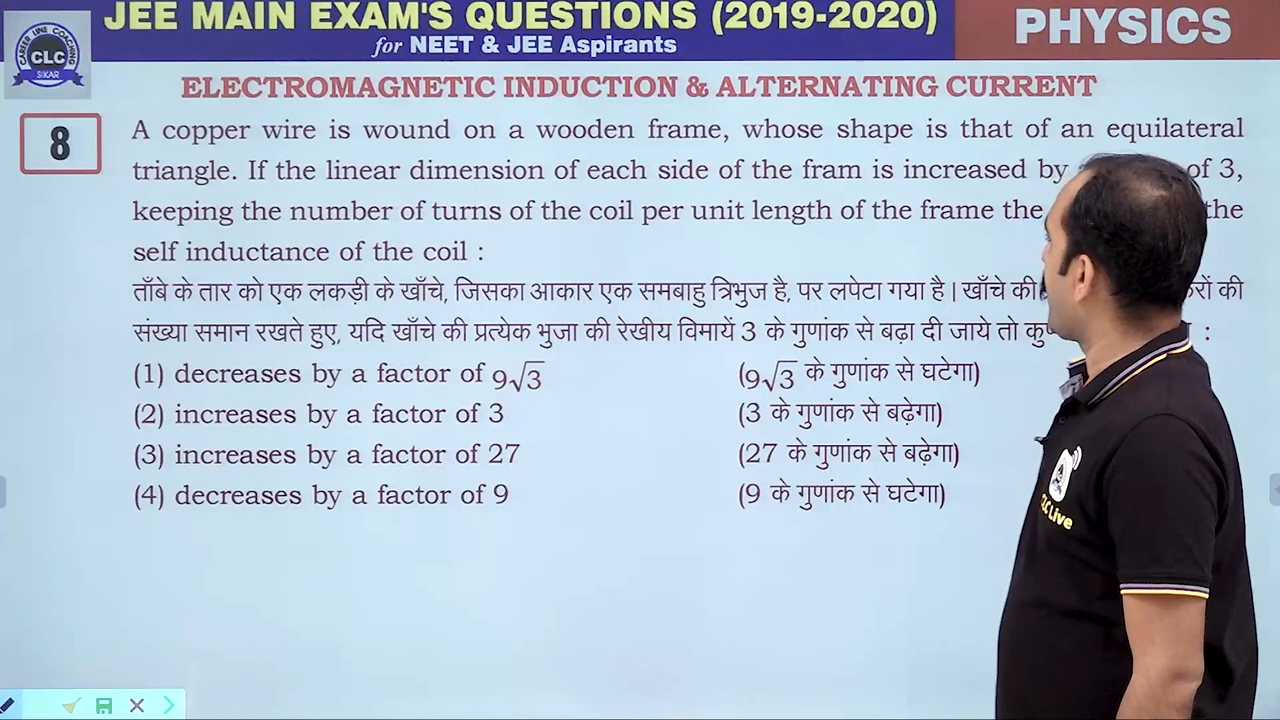 JEE MAIN EXAM'S QUESTIONS (2019-2020)
for NEET & JEE Aspirants
PHYSICS
CAREER LINE COACHING
CLC
SIKAR
ELECTROMAGNETIC INDUCTION & ALTERNATING CURRENT
8
A copper wire is wound on a wooden frame, whose shape is that of an equilateral
triangle. If the linear dimension of each side of the fram is increased by of 3,
keeping the number of turns of the coil per unit length of the frame the the
self inductance of the coil :
ताँबे के तार को एक लकड़ी के खाँचे, जिसका आकार एक समबाहु त्रिभुज है, पर लपेटा गया है | खाँचे की की
संख्या समान रखते हुए, यदि खाँचे की प्रत्येक भुजा की रेखीय विमायें 3 के गुणांक से बढ़ा दी जाये तो :
(1) decreases by a factor of 9√3 (9√3 के गुणांक से घटेगा)
(2) increases by a factor of 3 (3 के गुणांक से बढ़ेगा)
(3) increases by a factor of 27 (27 के गुणांक से बढ़ेगा)
(4) decreases by a factor of 9 (9 के गुणांक से घटेगा)
Live